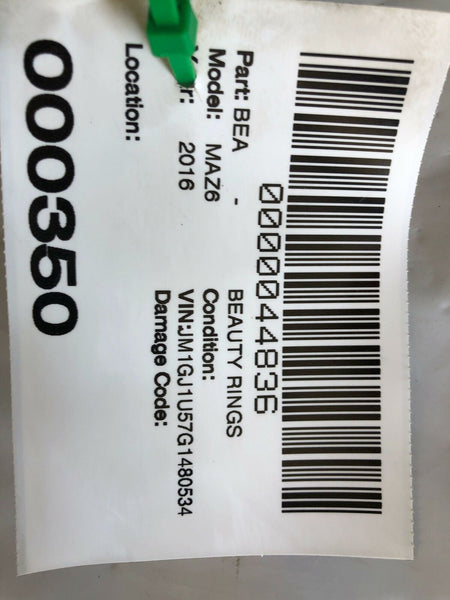 0000044836
Part: BEA - BEAUTY RINGS
Model: MAZ6 Condition:
2016 VIN:JM1GJ1U57G1480534
Damage Code:
Location:
000350